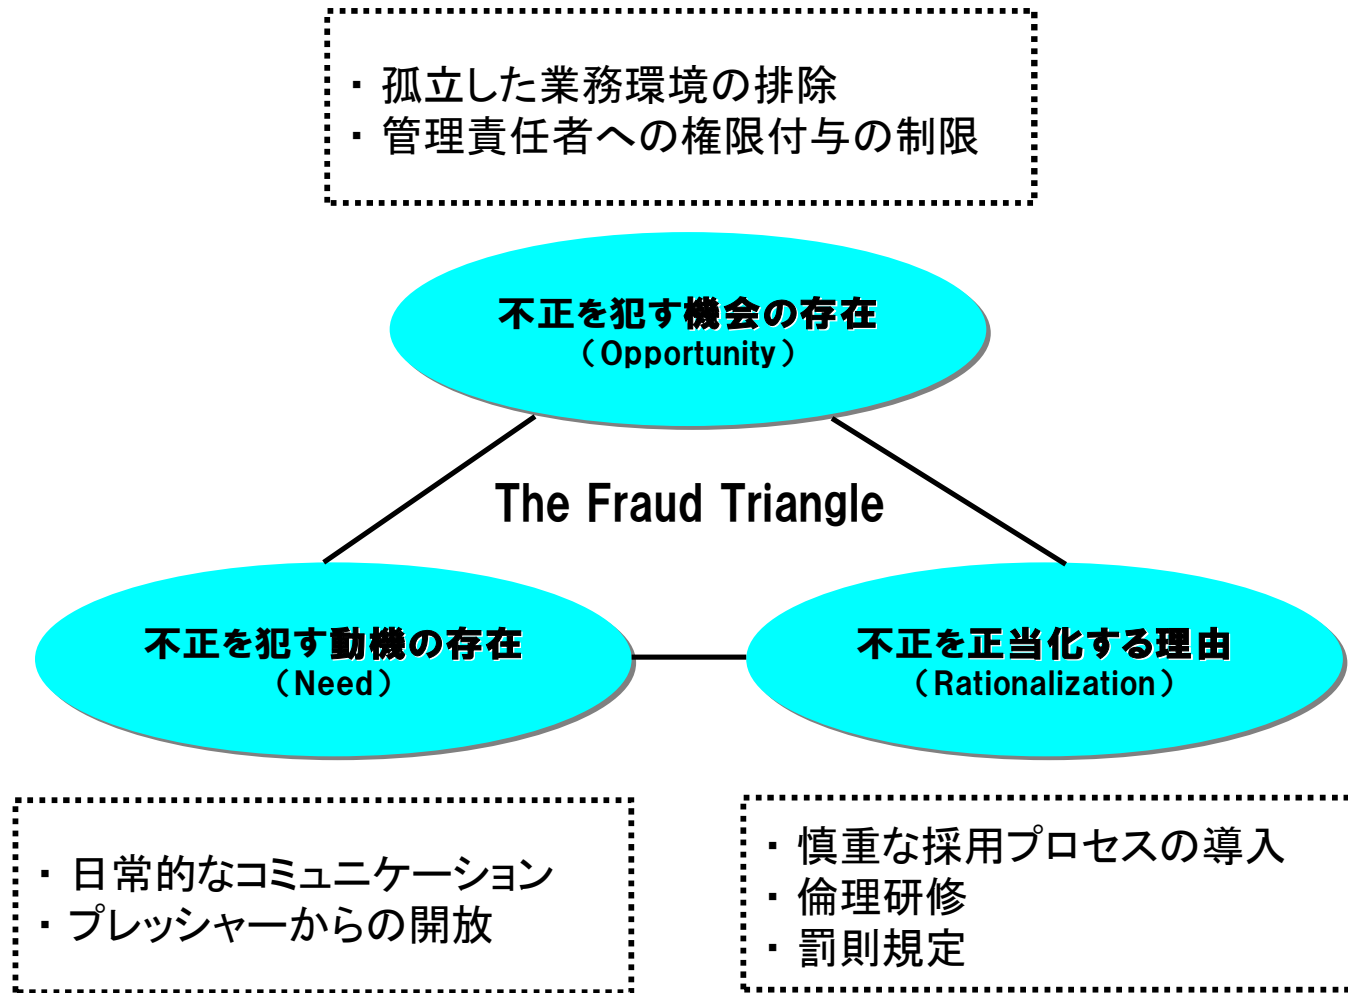 ・ 孤立した業務環境の排除
・ 管理責任者への権限付与の制限
不正を犯す機会の存在
（Opportunity）
The Fraud Triangle
不正を犯す動機の存在
（Need）
不正を正当化する理由
（Rationalization）
・ 日常的なコミュニケーション
・ プレッシャーからの開放
・ 慎重な採用プロセスの導入
・ 倫理研修
・ 罰則規定